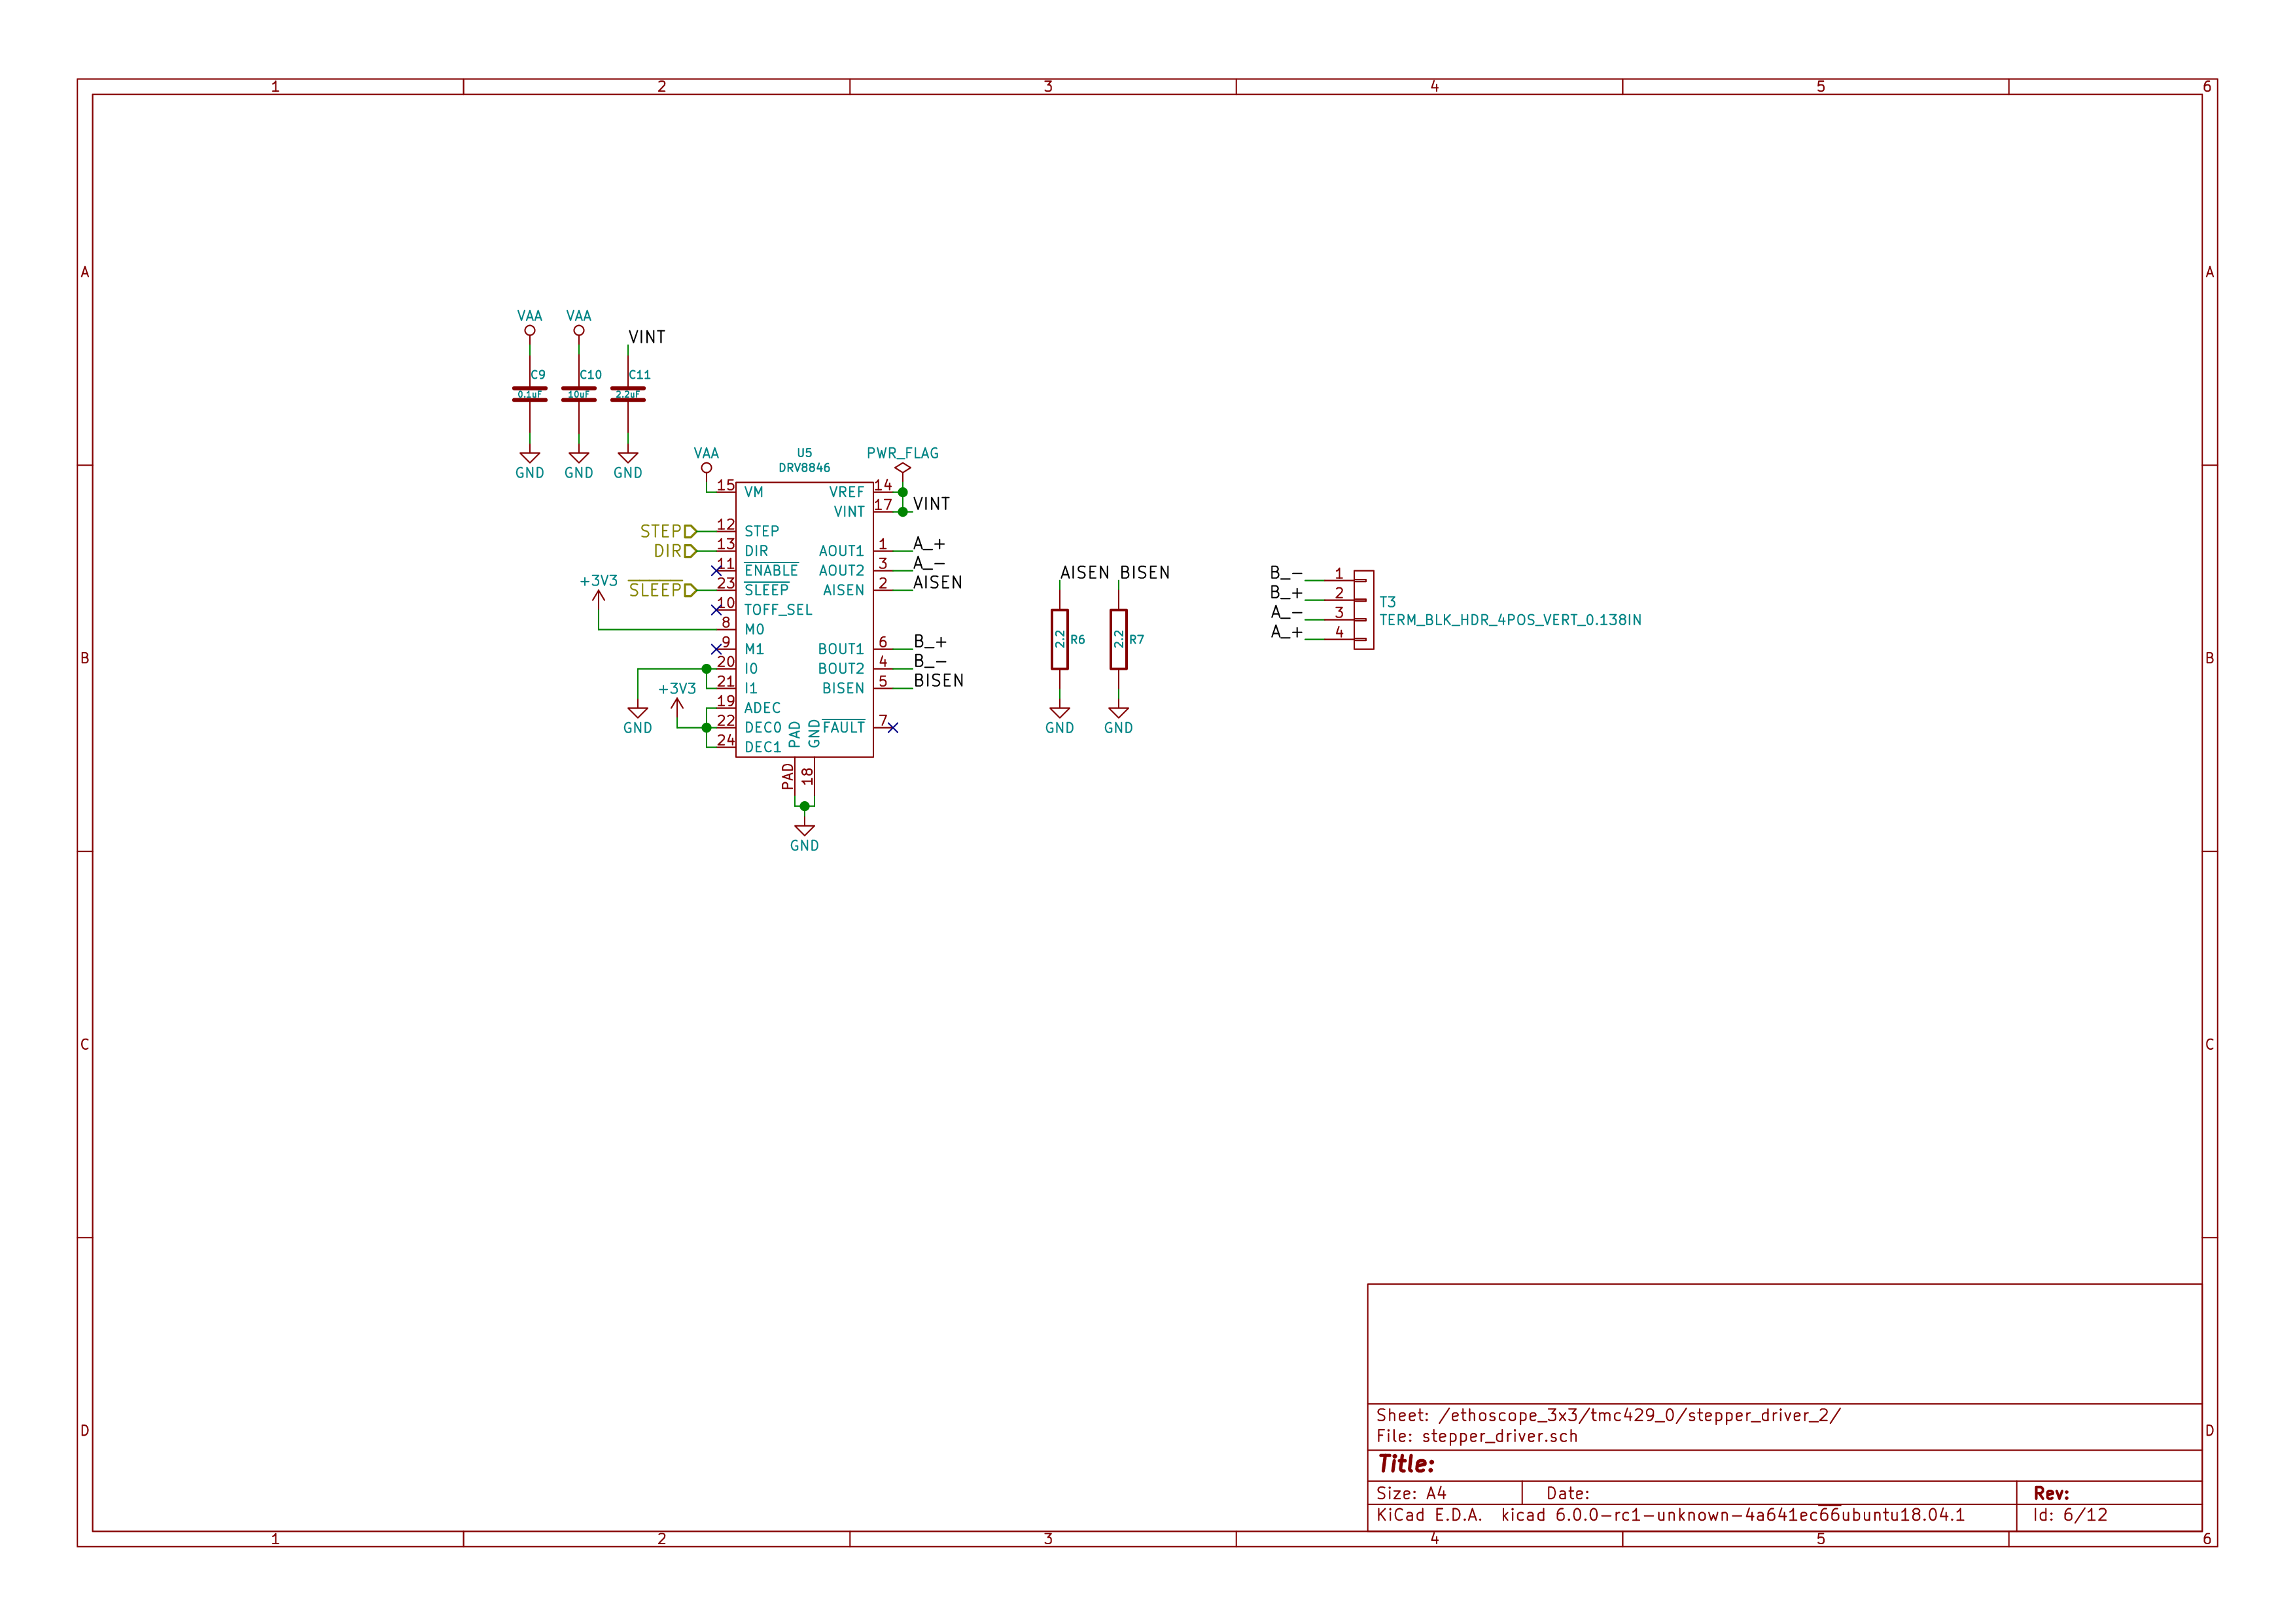 1 2 3 4 5 6
A A
VAA VAA VINT
C9 C10 C11
0.1uF 10uF 2.2uF
GND GND GND
VAA U5 PWR_FLAG
DRV8846
15 VM VREF 14
VINT 17 VINT
STEP 12 STEP
DIR 13 DIR AOUT1 1 A_+
11 ENABLE AOUT2 3 A_-
+3V3 SLEEP 23 SLEEP AISEN 2 AISEN
10 TOFF_SEL
8 M0
9 M1 BOUT1 6 B_+
20 I0 BOUT2 4 B_-
21 I1 BISEN 5 BISEN
+3V3
19 ADEC
GND 22 DEC0 FAULT 7
24 DEC1
PAD GND
PAD 18
GND
AISEN BISEN
2.2 R6 2.2 R7
GND GND
B_- 1
B_+ 2
A_- 3
A_+ 4
T3
TERM_BLK_HDR_4POS_VERT_0.138IN
B B
C C
D D
Sheet: /ethoscope_3x3/tmc429_0/stepper_driver_2/
File: stepper_driver.sch
Title:
Size: A4 Date: Rev:
KiCad E.D.A. kicad 6.0.0-rc1-unknown-4a641ec66ubuntu18.04.1 Id: 6/12
1 2 3 4 5 6